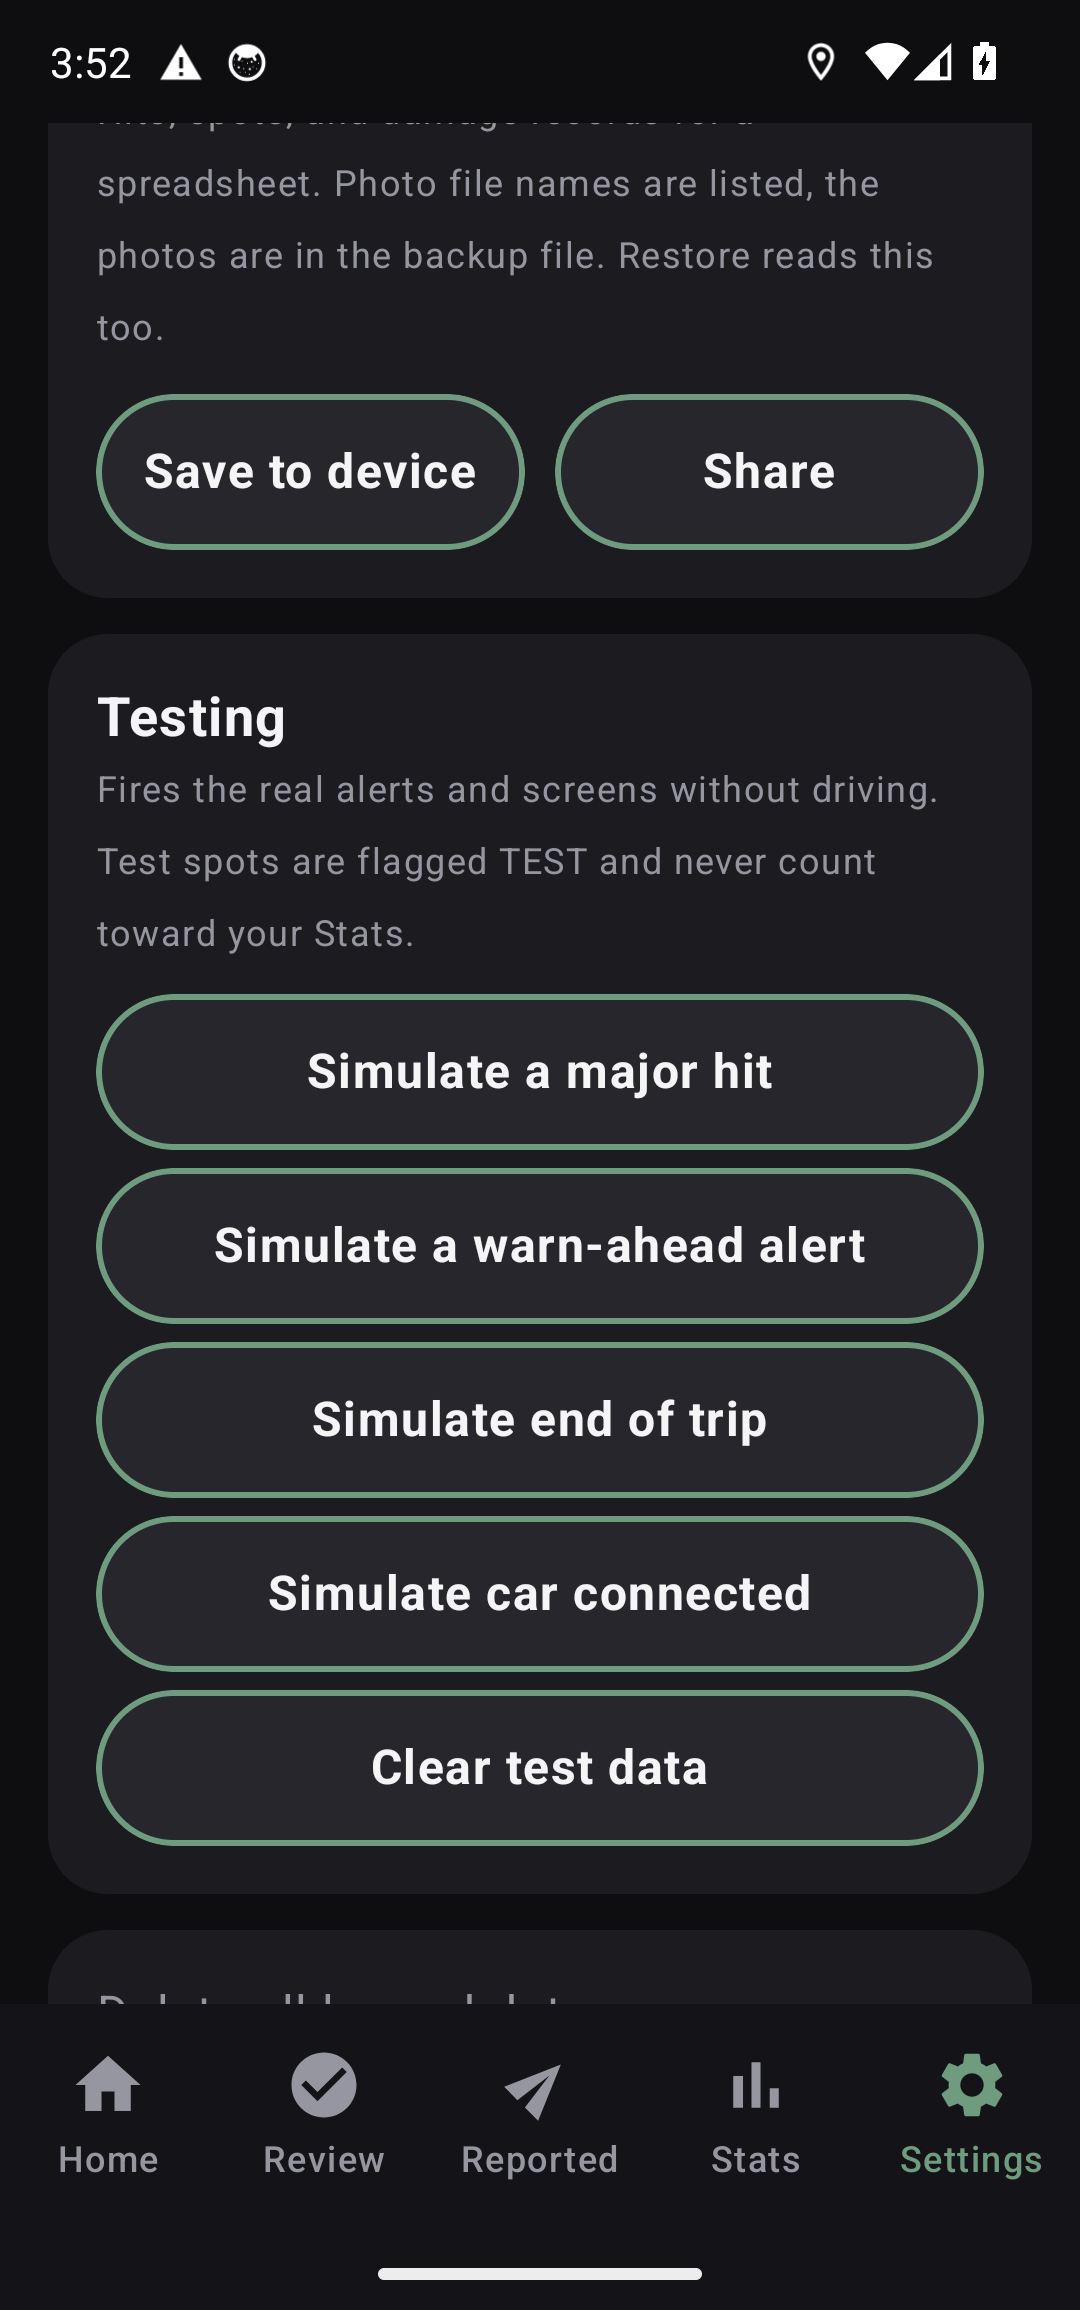 3:52
spreadsheet. Photo file names are listed, the
photos are in the backup file. Restore reads this
too.
Save to device
Share
Testing
Fires the real alerts and screens without driving.
Test spots are flagged TEST and never count
toward your Stats.
Simulate a major hit
Simulate a warn-ahead alert
Simulate end of trip
Simulate car connected
Clear test data
Home
Review
Reported
Stats
Settings